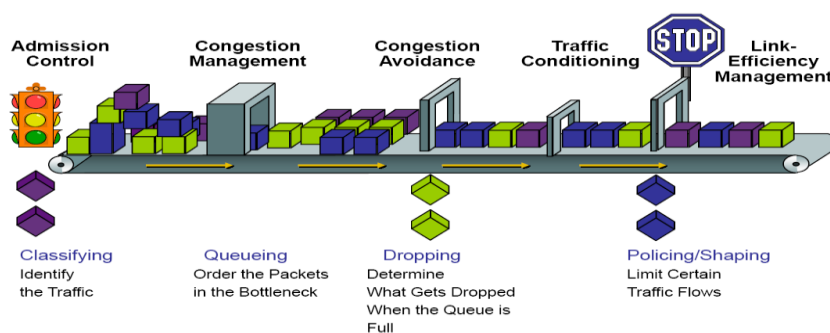 Admission
Control
Congestion
Management
Congestion
Avoidance
Traffic
Conditioning
STOP
Link-
Efficiency
Management
Classifying
Identify
the Traffic
Queueing
Order the Packets
in the Bottleneck
Dropping
Determine
What Gets Dropped
When the Queue is
Full
Policing/Shaping
Limit Certain
Traffic Flows